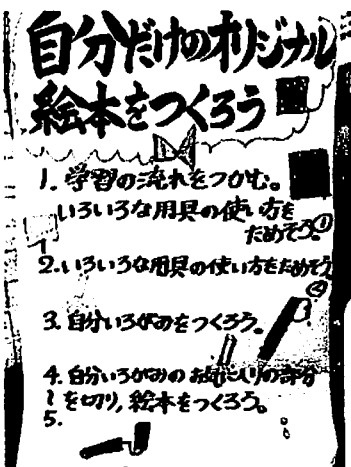 自分だけのオリジナル
絵本をつくろう
1. 学習の流れをつかむ。
いろいろな用具の使い方を
ためそう。①
2. いろいろな用具の使い方をためそう
②
3. 自分いろがみをつくろう。
4. 自分いろがみのお気に入りの部分
〜を切り,絵本をつくろう。
5.